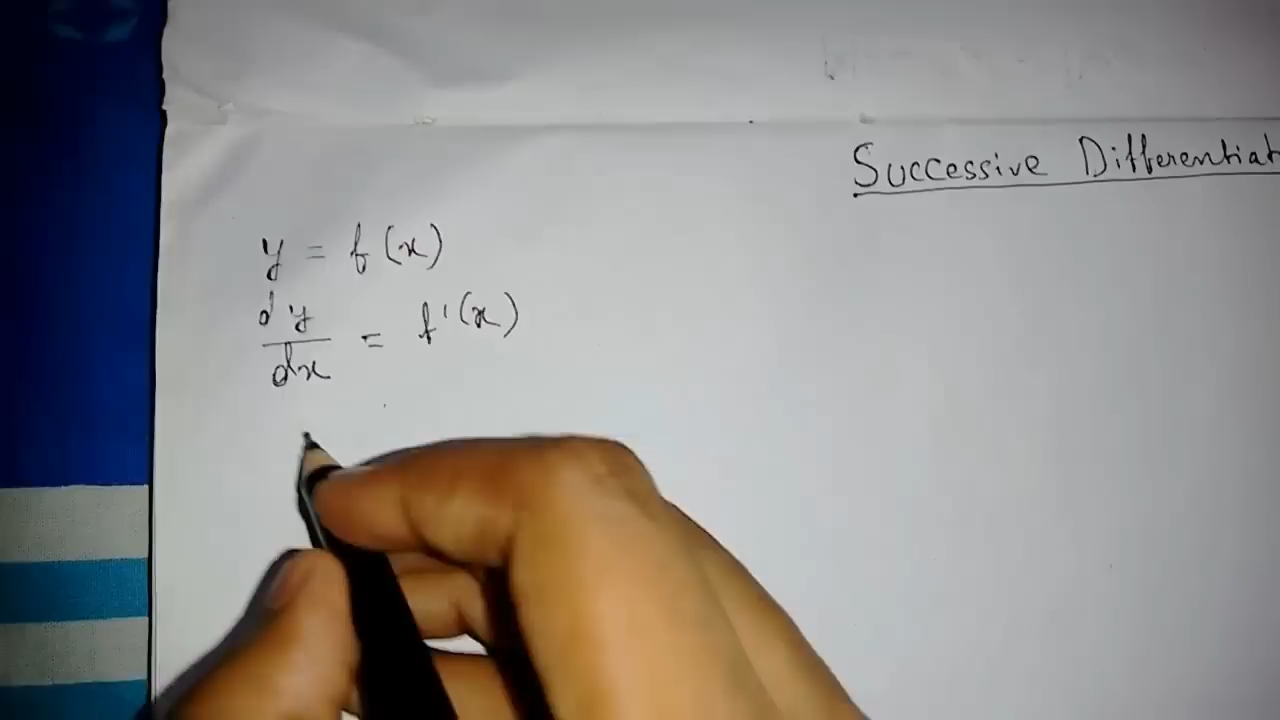 Successive Differentiat
y = f(x)
dy/dx = f'(x)